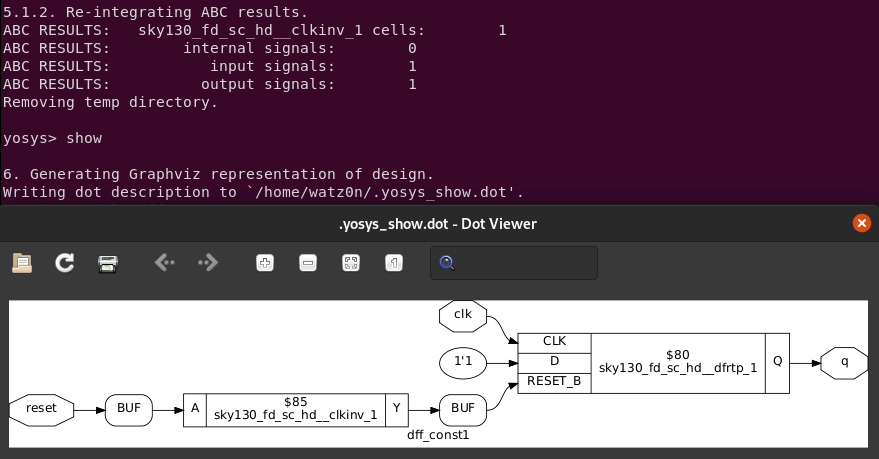 5.1.2. Re-integrating ABC results.
ABC RESULTS:   sky130_fd_sc_hd__clkinv_1 cells:        1
ABC RESULTS:        internal signals:        0
ABC RESULTS:           input signals:        1
ABC RESULTS:          output signals:        1
Removing temp directory.
yosys> show
6. Generating Graphviz representation of design.
Writing dot description to `/home/watz0n/.yosys_show.dot'.
.yosys_show.dot - Dot Viewer
clk
CLK
1'1
D
$80
sky130_fd_sc_hd__dfrtp_1
Q
q
RESET_B
reset
BUF
A
$85
sky130_fd_sc_hd__clkinv_1
Y
BUF
dff_const1